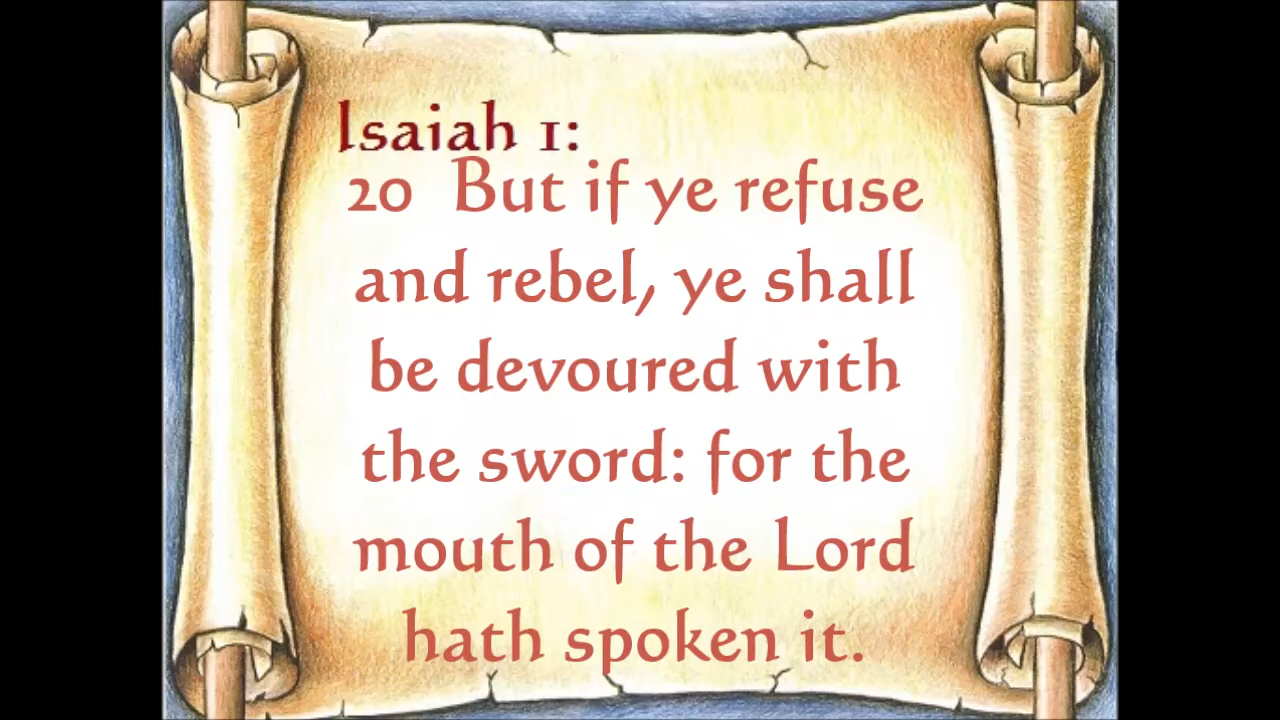 Isaiah 1:
20 But if ye refuse
and rebel, ye shall
be devoured with
the sword: for the
mouth of the Lord
hath spoken it.